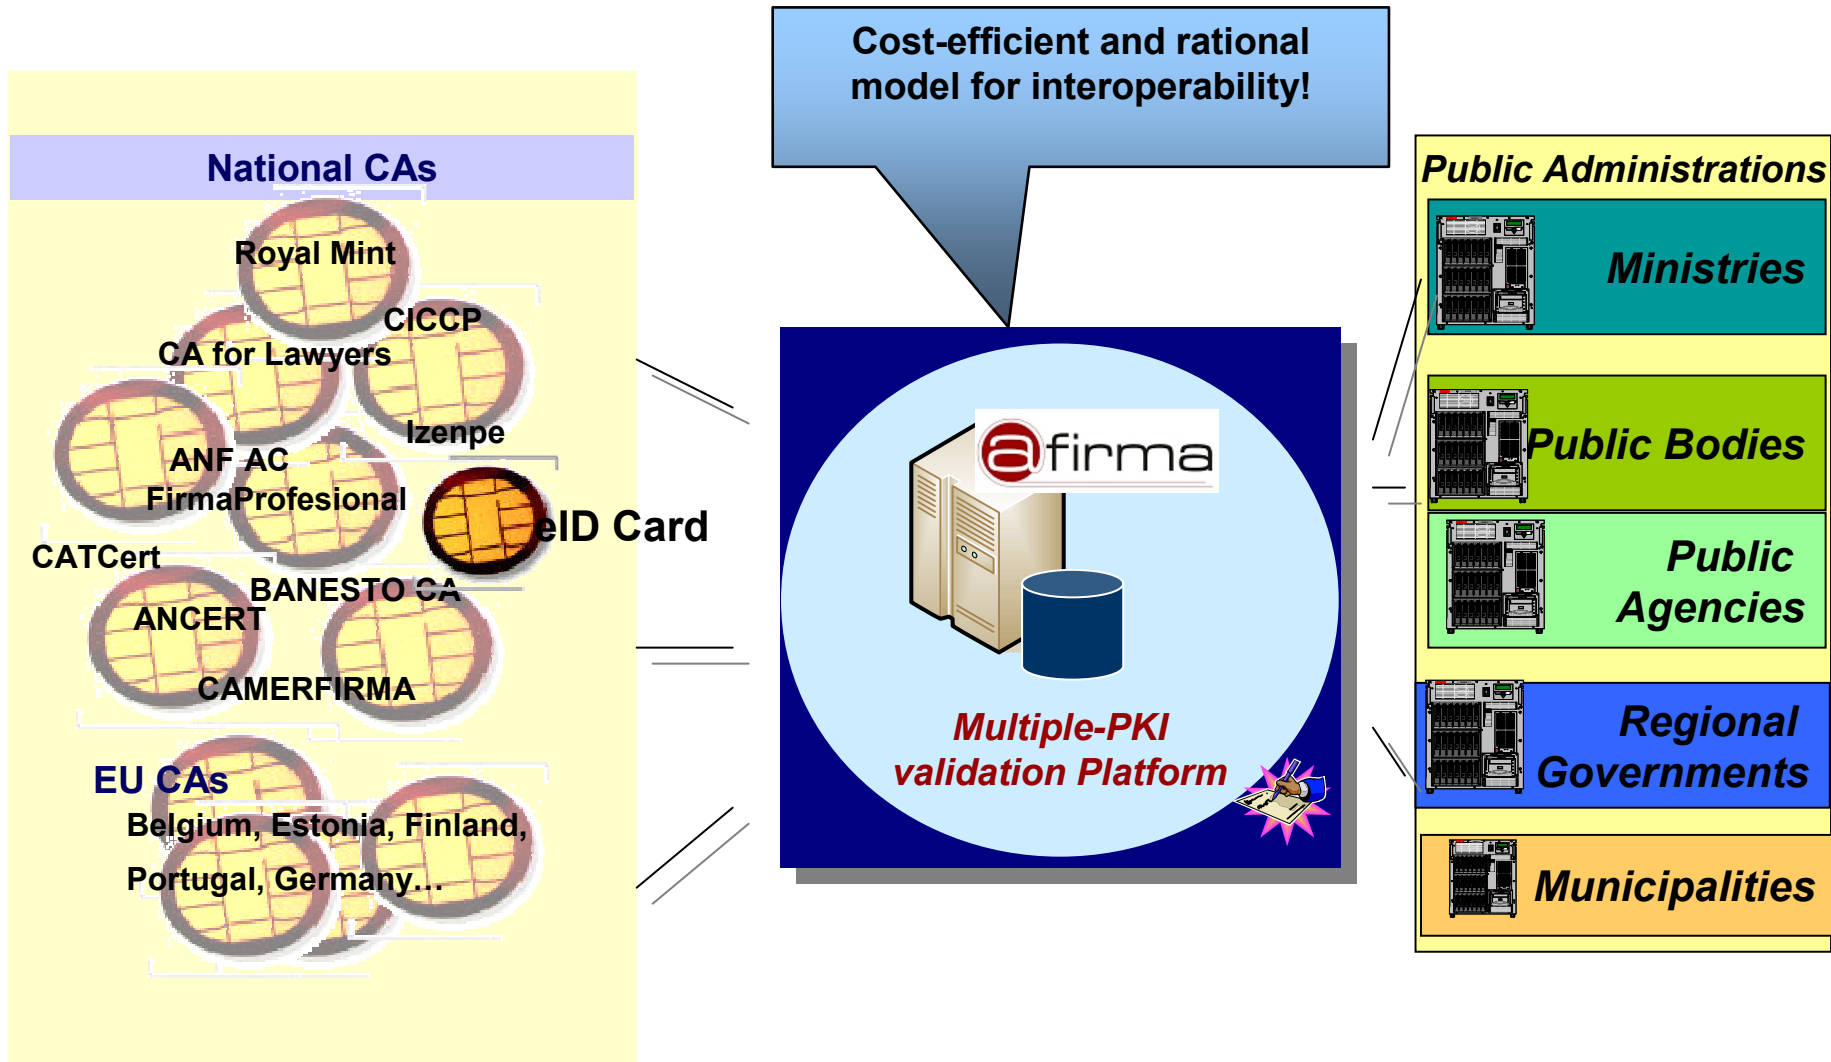 Cost-efficient and rational
model for interoperability!
National CAs
Royal Mint
CICCP
CA for Lawyers
Izenpe
ANF AC
FirmaProfesional
eID Card
CATCert
BANESTO CA
ANCERT
CAMERFIRMA
EU CAs
Belgium, Estonia, Finland,
Portugal, Germany…
@firma
Multiple-PKI
validation Platform
Public Administrations
Ministries
Public Bodies
Public
Agencies
Regional
Governments
Municipalities